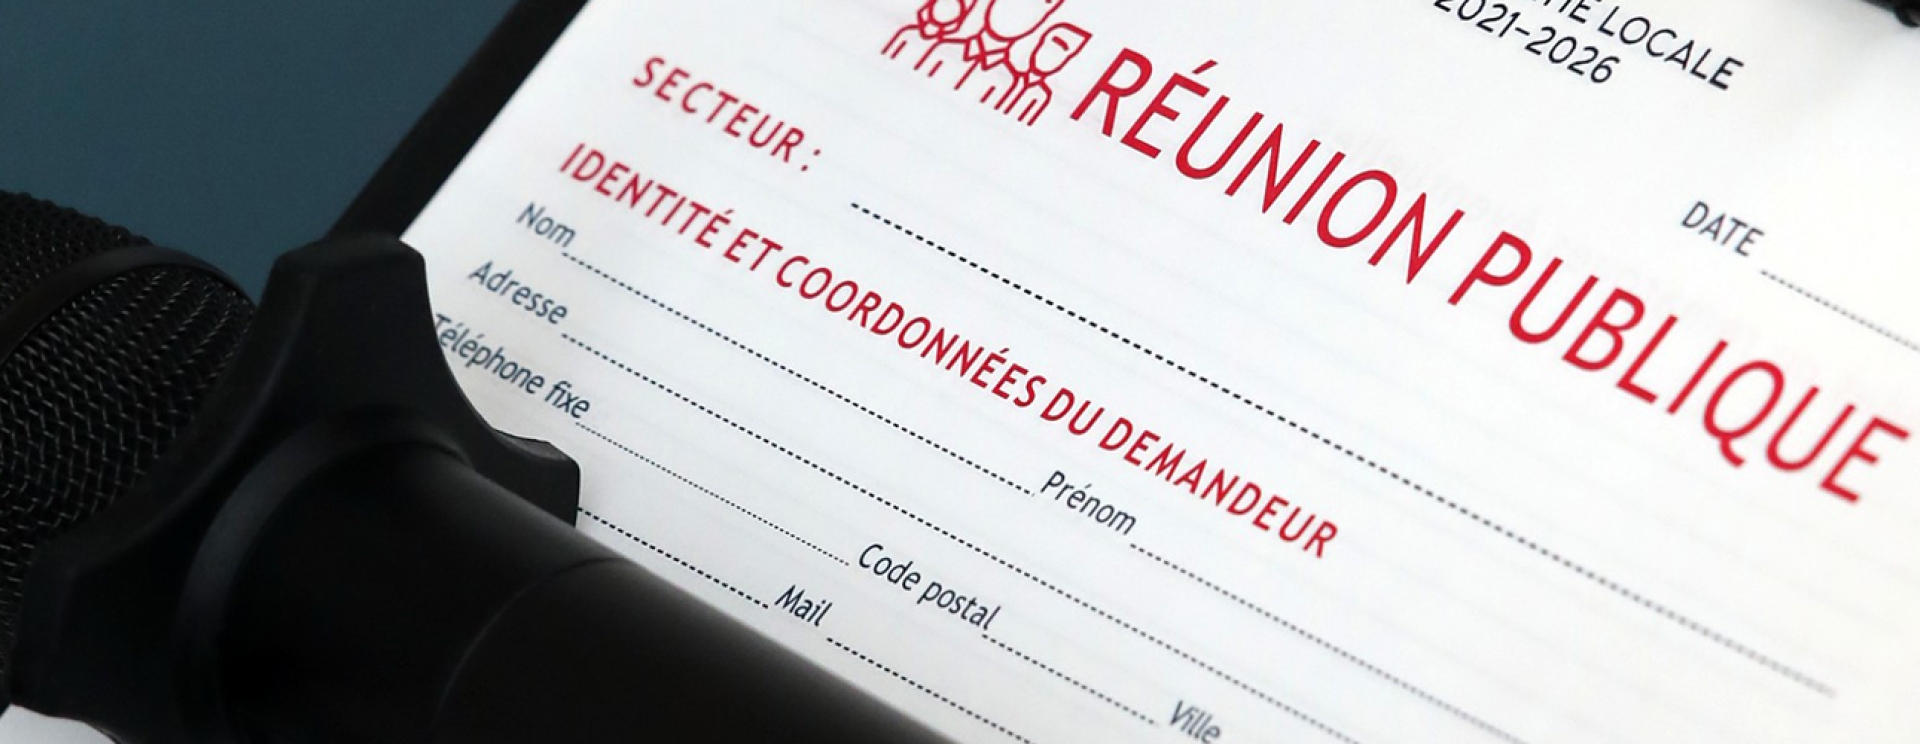 LOCALE
2021-2026
RÉUNION PUBLIQUE
DATE
SECTEUR :
IDENTITÉ ET COORDONNÉES DU DEMANDEUR
Nom Prénom
Adresse
Code postal Ville
Téléphone fixe
Mail